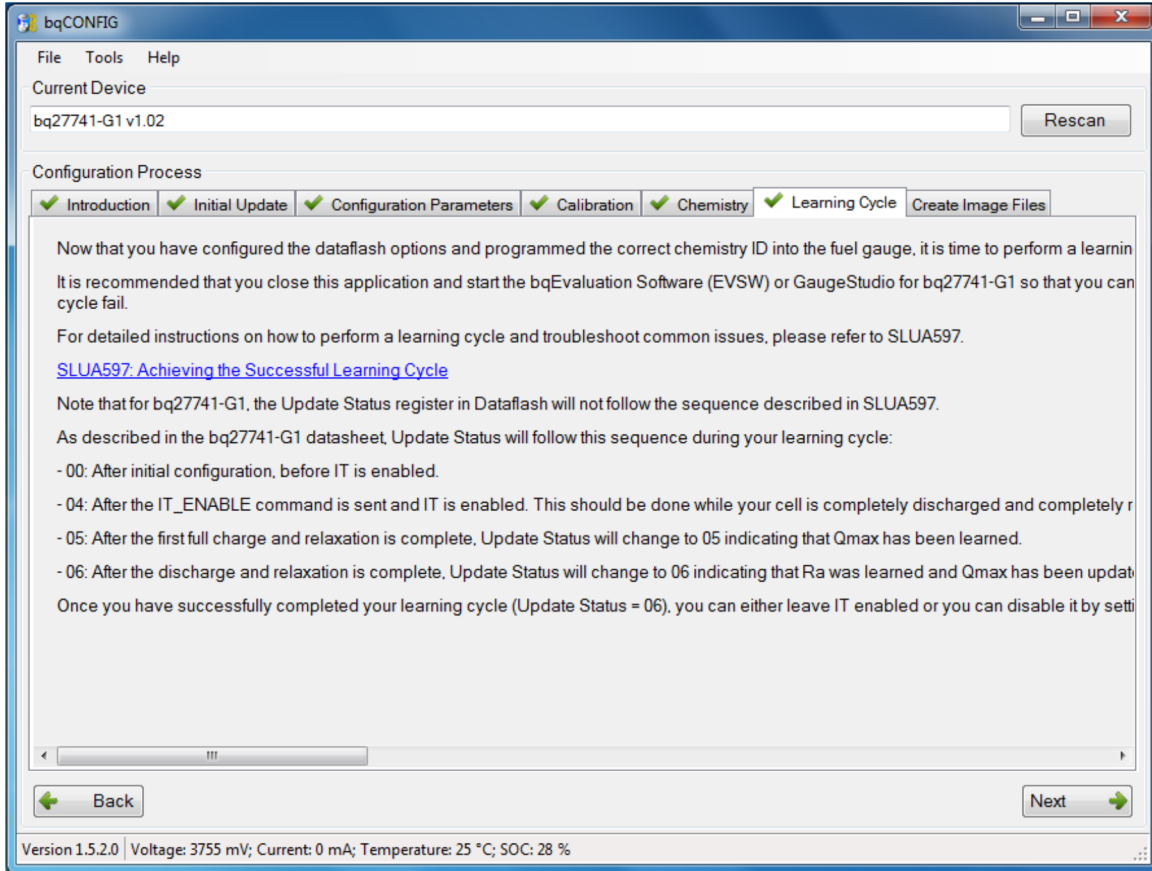 bqCONFIG
File Tools Help
Current Device
bq27741-G1 v1.02
Rescan
Configuration Process
Introduction Initial Update Configuration Parameters Calibration Chemistry Learning Cycle Create Image Files
Now that you have configured the dataflash options and programmed the correct chemistry ID into the fuel gauge, it is time to perform a learnin
It is recommended that you close this application and start the bqEvaluation Software (EVSW) or GaugeStudio for bq27741-G1 so that you can
cycle fail.
For detailed instructions on how to perform a learning cycle and troubleshoot common issues, please refer to SLUA597.
SLUA597: Achieving the Successful Learning Cycle
Note that for bq27741-G1, the Update Status register in Dataflash will not follow the sequence described in SLUA597.
As described in the bq27741-G1 datasheet, Update Status will follow this sequence during your learning cycle:
- 00: After initial configuration, before IT is enabled.
- 04: After the IT_ENABLE command is sent and IT is enabled. This should be done while your cell is completely discharged and completely r
- 05: After the first full charge and relaxation is complete, Update Status will change to 05 indicating that Qmax has been learned.
- 06: After the discharge and relaxation is complete, Update Status will change to 06 indicating that Ra was learned and Qmax has been updat
Once you have successfully completed your learning cycle (Update Status = 06), you can either leave IT enabled or you can disable it by setti
Back
Next
Version 1.5.2.0 Voltage: 3755 mV; Current: 0 mA; Temperature: 25 °C; SOC: 28 %